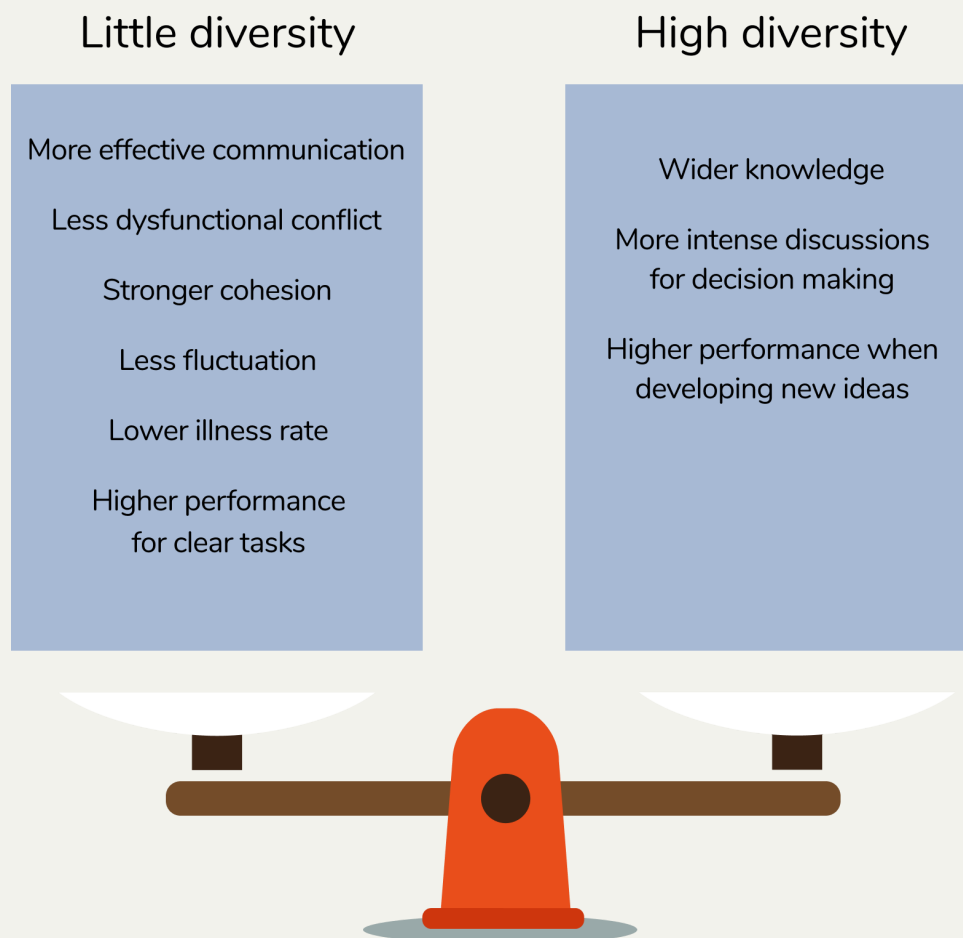 Little diversity
More effective communication
Less dysfunctional conflict
Stronger cohesion
Less fluctuation
Lower illness rate
Higher performance
for clear tasks
High diversity
Wider knowledge
More intense discussions
for decision making
Higher performance when
developing new ideas